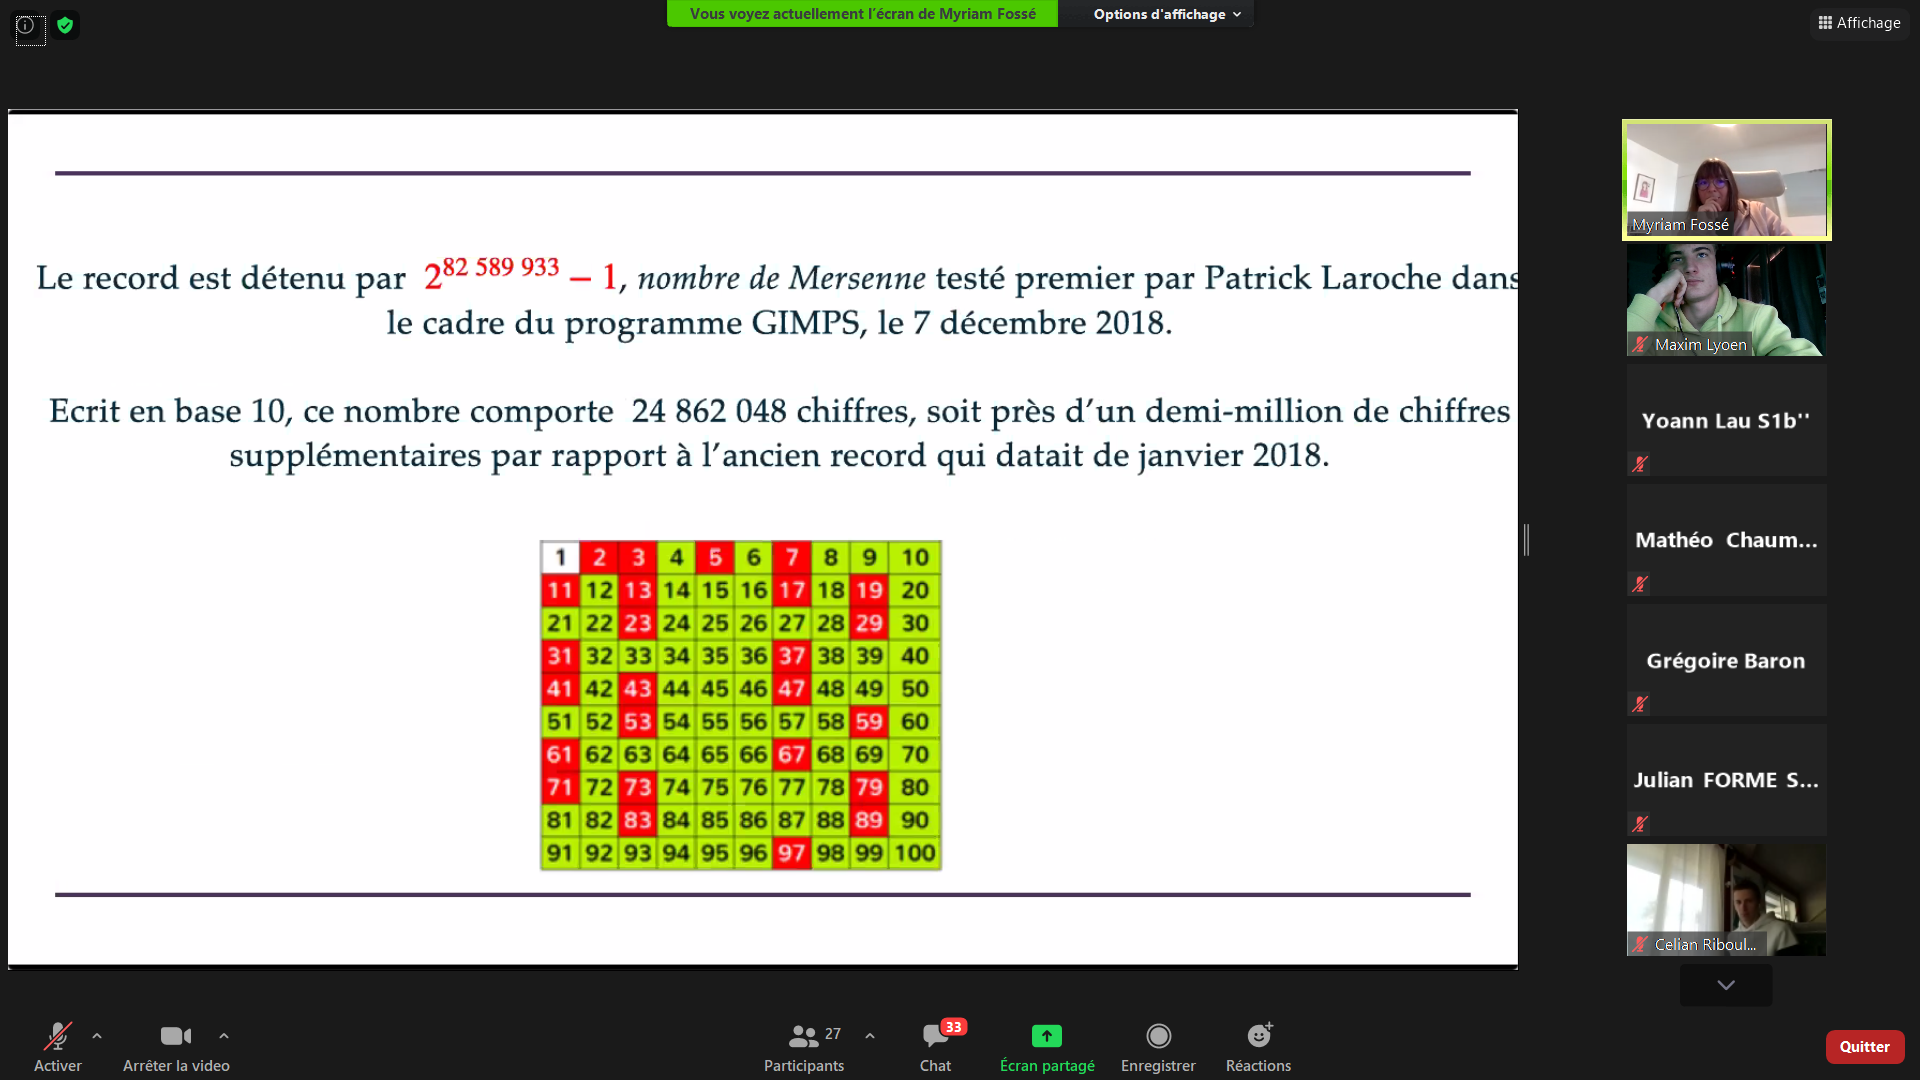 Vous voyez actuellement l'écran de Myriam Fossé
Options d'affichage
Affichage
Le record est détenu par 2^82 589 933 − 1, nombre de Mersenne testé premier par Patrick Laroche dans
le cadre du programme GIMPS, le 7 décembre 2018.
Ecrit en base 10, ce nombre comporte 24 862 048 chiffres, soit près d'un demi-million de chiffres
supplémentaires par rapport à l'ancien record qui datait de janvier 2018.
1 2 3 4 5 6 7 8 9 10
11 12 13 14 15 16 17 18 19 20
21 22 23 24 25 26 27 28 29 30
31 32 33 34 35 36 37 38 39 40
41 42 43 44 45 46 47 48 49 50
51 52 53 54 55 56 57 58 59 60
61 62 63 64 65 66 67 68 69 70
71 72 73 74 75 76 77 78 79 80
81 82 83 84 85 86 87 88 89 90
91 92 93 94 95 96 97 98 99 100
Myriam Fossé
Maxim Lyoen
Yoann Lau S1b''
Mathéo Chaum...
Grégoire Baron
Julian FORME S...
Celian Riboul...
Activer
Arrêter la video
27
Participants
33
Chat
Écran partagé
Enregistrer
Réactions
Quitter